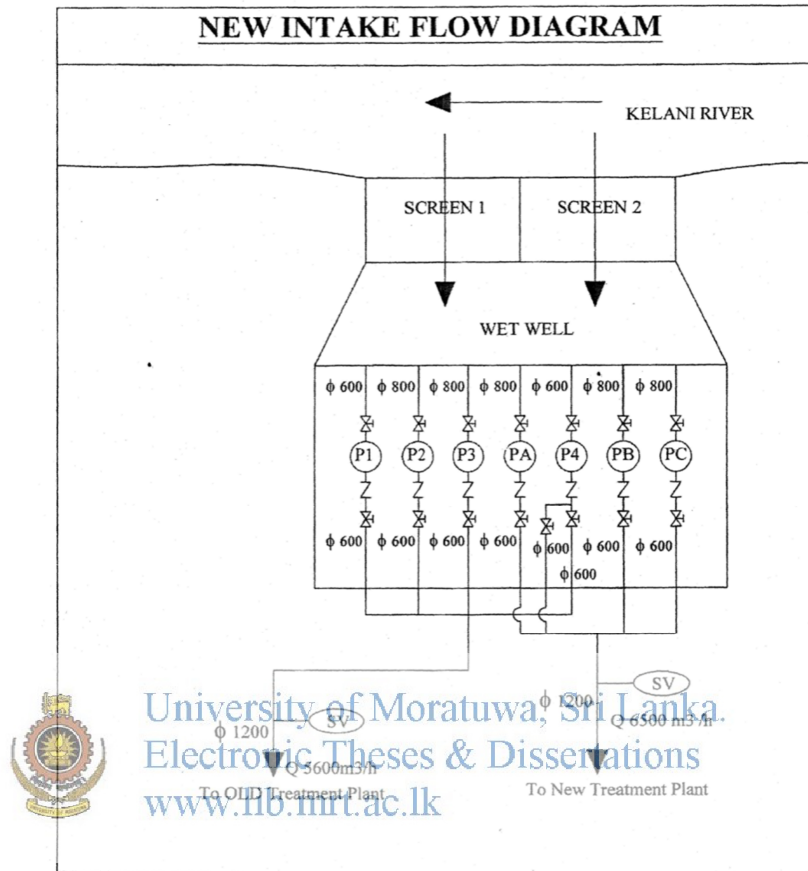 NEW INTAKE FLOW DIAGRAM
KELANI RIVER
SCREEN 1 SCREEN 2
WET WELL
ϕ 600 ϕ 800 ϕ 800 ϕ 800 ϕ 600 ϕ 800 ϕ 800
P1 P2 P3 PA P4 PB PC
ϕ 600 ϕ 600 ϕ 600 ϕ 600 ϕ 600 ϕ 600 ϕ 600
ϕ 600
SV
ϕ 1200
Q 6500 m3 /h
University of Moratuwa, Sri Lanka.
ϕ 1200
SV
Electronic Theses & Dissertations
Q 5600m3/h
To OLD Treatment Plant
To New Treatment Plant
www.lib.mrt.ac.lk